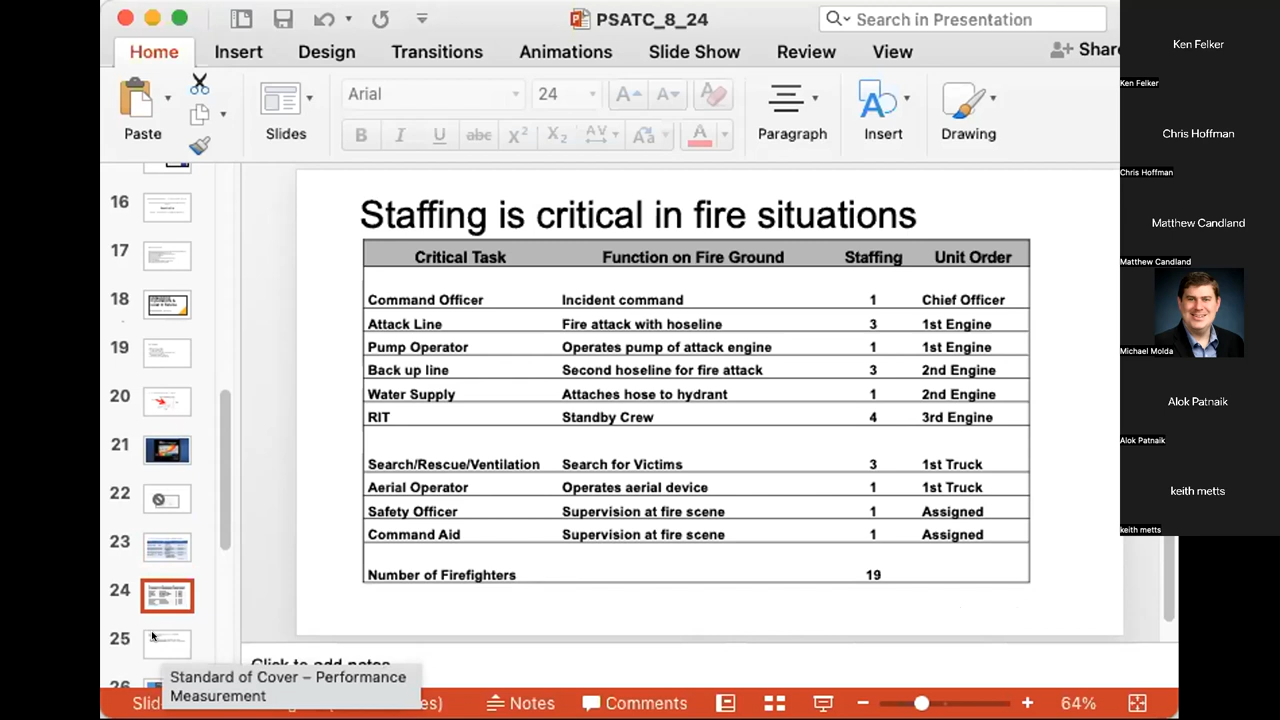 PSATC_8_24
Search in Presentation
Home Insert Design Transitions Animations Slide Show Review View Shar
Arial 24
Paste Slides Paragraph Insert Drawing
16
17
18
19
20
21
22
23
24
25
26
Staffing is critical in fire situations
Critical Task Function on Fire Ground Staffing Unit Order
Command Officer Incident command 1 Chief Officer
Attack Line Fire attack with hoseline 3 1st Engine
Pump Operator Operates pump of attack engine 1 1st Engine
Back up line Second hoseline for fire attack 3 2nd Engine
Water Supply Attaches hose to hydrant 1 2nd Engine
RIT Standby Crew 4 3rd Engine
Search/Rescue/Ventilation Search for Victims 3 1st Truck
Aerial Operator Operates aerial device 1 1st Truck
Safety Officer Supervision at fire scene 1 Assigned
Command Aid Supervision at fire scene 1 Assigned
Number of Firefighters 19
Click to add notes
Standard of Cover – Performance
Measurement
Slid Notes Comments 64%
Ken Felker
Ken Felker
Chris Hoffman
Chris Hoffman
Matthew Candland
Matthew Candland
Michael Molda
Alok Patnaik
Alok Patnaik
keith metts
keith metts